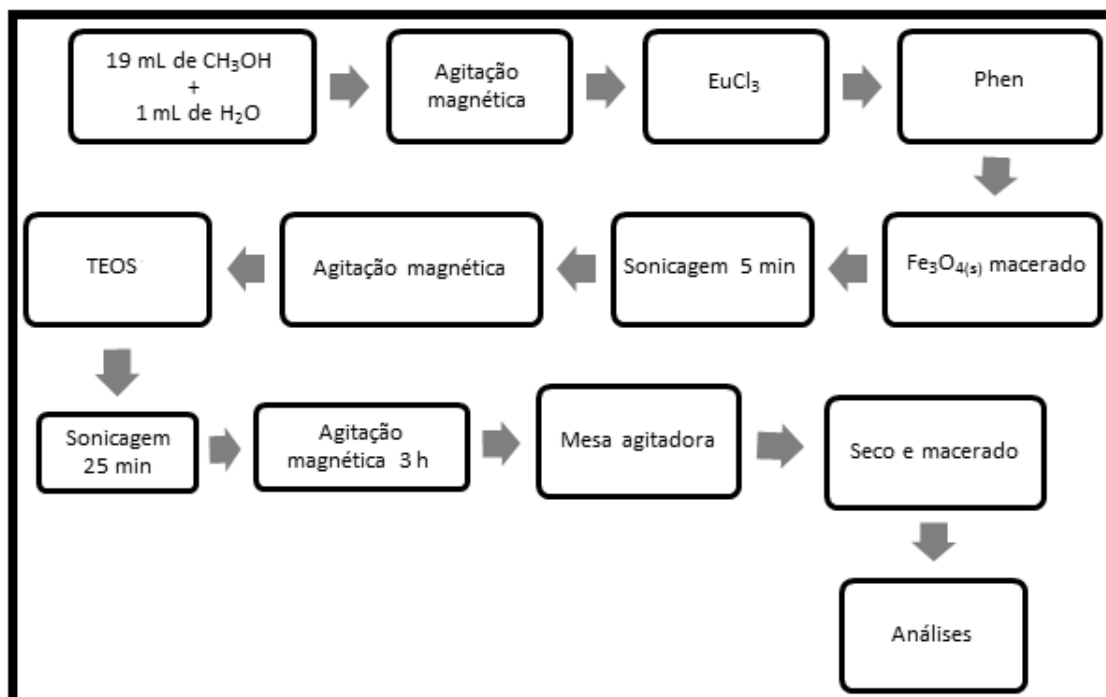 19 mL de CH₃OH
+
1 mL de H₂O
Agitação
magnética
EuCl₃
Phen
Fe₃O₄₍ₛ₎ macerado
Sonicagem 5 min
Agitação magnética
TEOS
Sonicagem
25 min
Agitação
magnética 3 h
Mesa agitadora
Seco e macerado
Análises